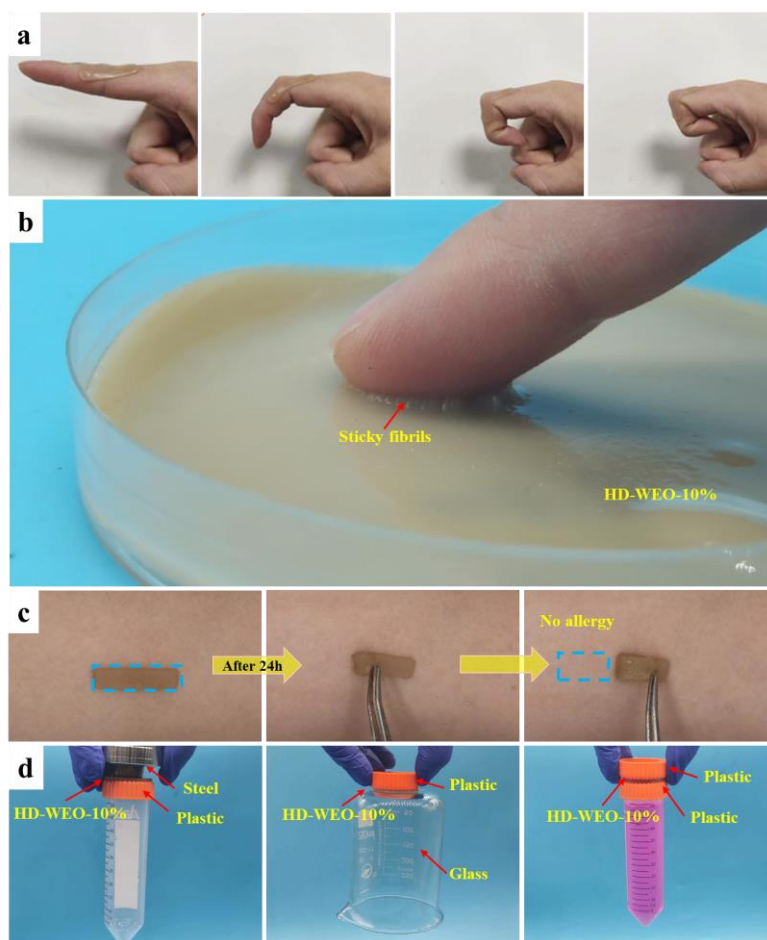 a
b
Sticky fibrils
HD-WEO-10%
c
After 24h
No allergy
d
Steel
HD-WEO-10%
Plastic
Plastic
HD-WEO-10%
Glass
Plastic
HD-WEO-10%
Plastic